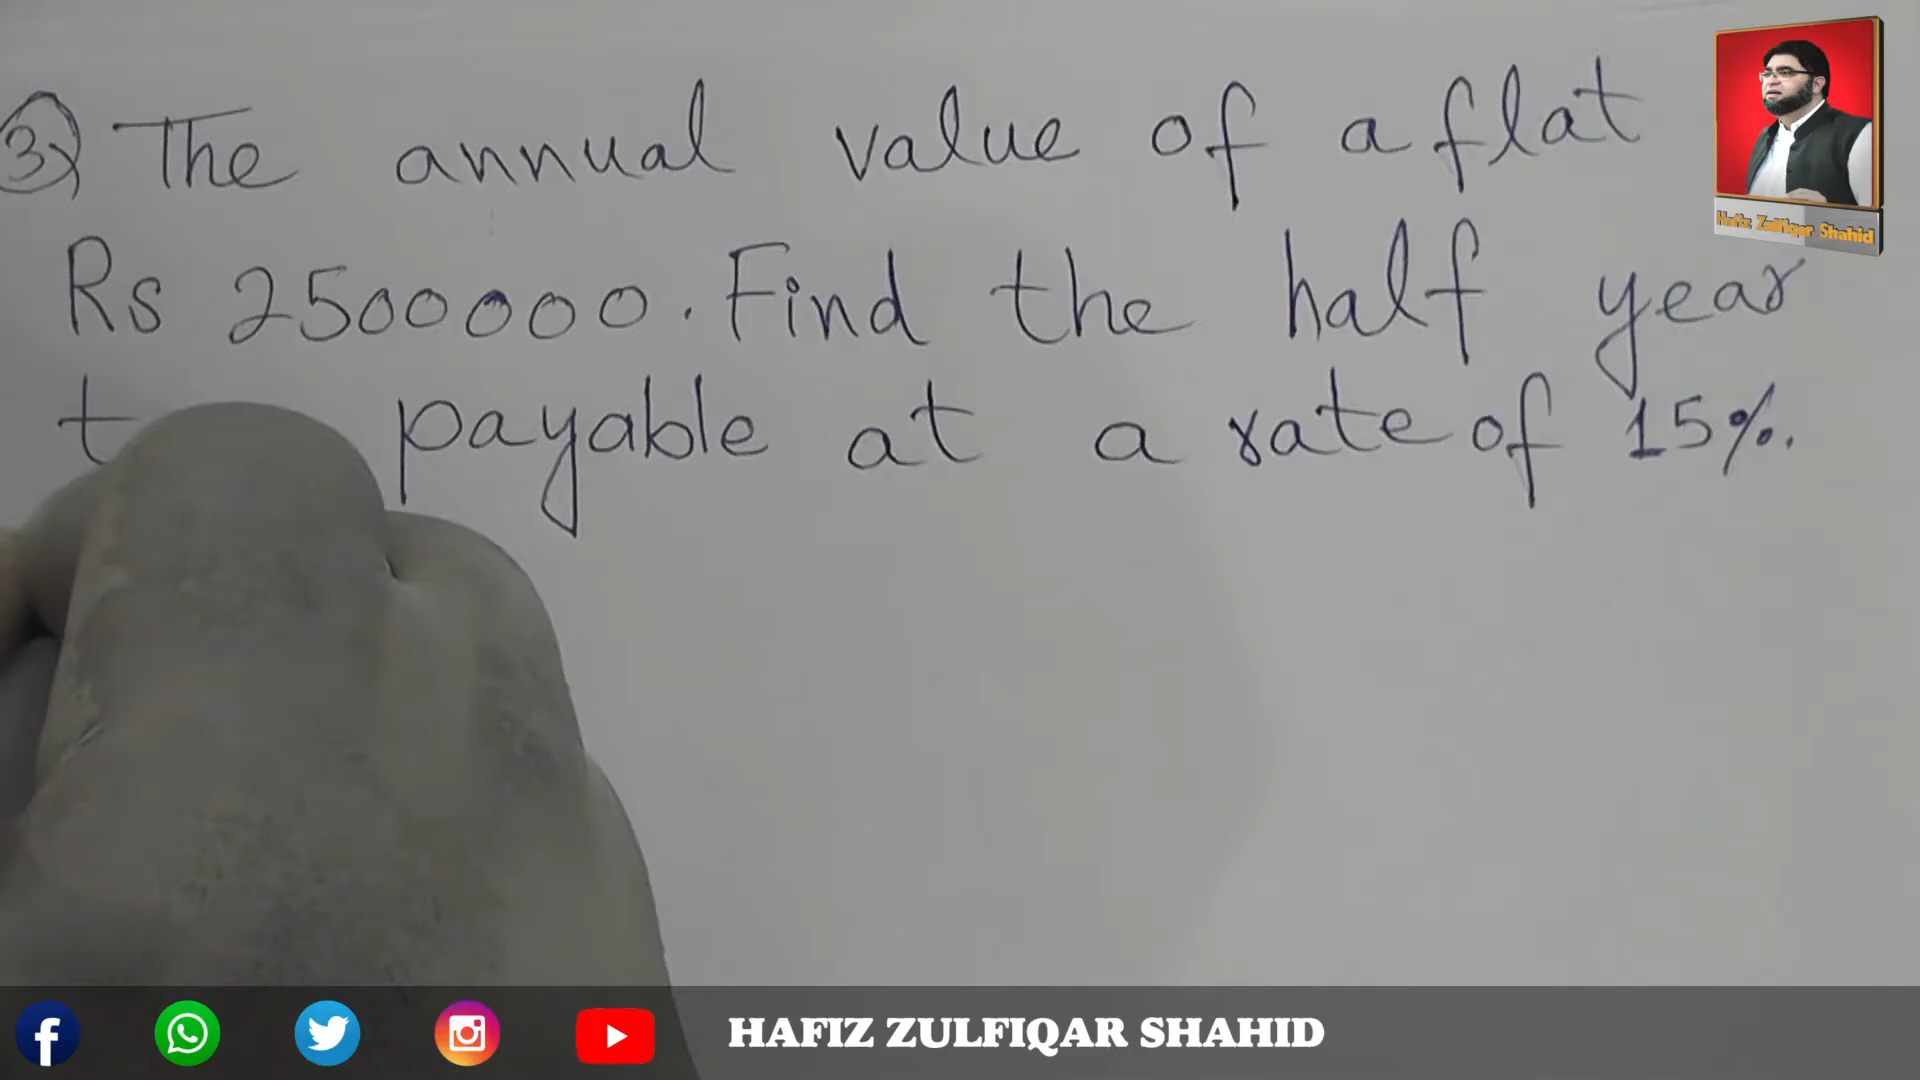 3) The annual value of a flat
Rs 2500000. Find the half year
payable at a rate of 15%.
Hafiz Zulfiqar Shahid
HAFIZ ZULFIQAR SHAHID